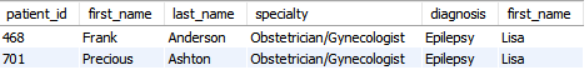 patient_id first_name last_name specialty diagnosis first_name
468 Frank Anderson Obstetrician/Gynecologist Epilepsy Lisa
701 Precious Ashton Obstetrician/Gynecologist Epilepsy Lisa